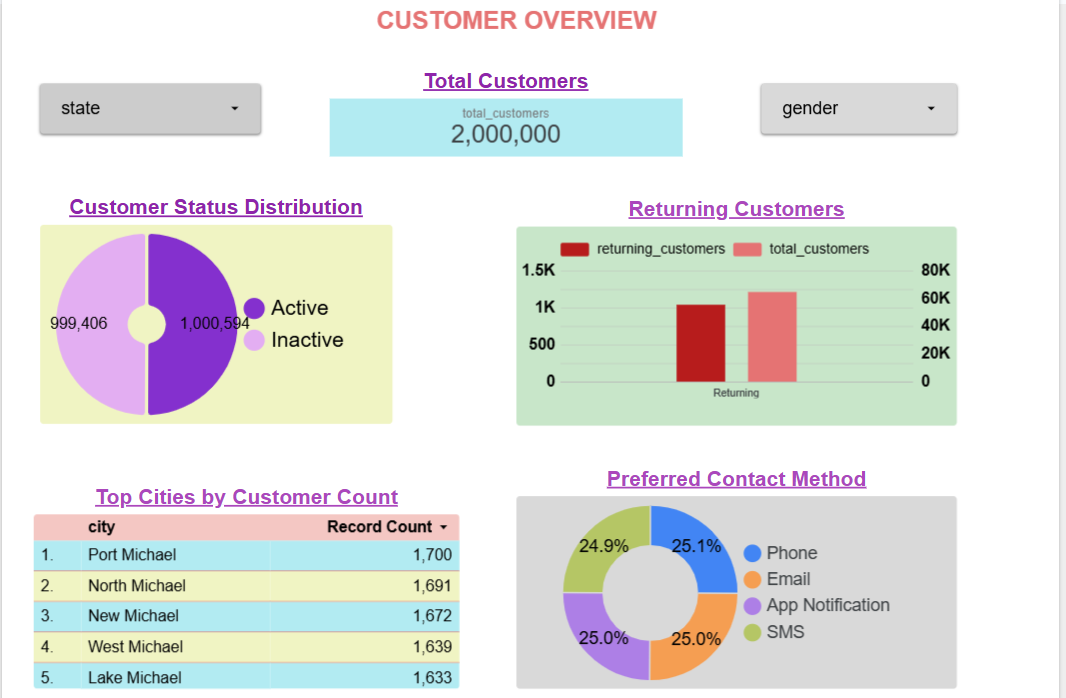 CUSTOMER OVERVIEW
Total Customers
state
total_customers
2,000,000
gender
Customer Status Distribution
999,406
1,000,594
Active
Inactive
Returning Customers
returning_customers
total_customers
1.5K
1K
500
0
80K
60K
40K
20K
0
Returning
Top Cities by Customer Count
city Record Count
1. Port Michael 1,700
2. North Michael 1,691
3. New Michael 1,672
4. West Michael 1,639
5. Lake Michael 1,633
Preferred Contact Method
24.9%
25.1%
25.0%
25.0%
Phone
Email
App Notification
SMS